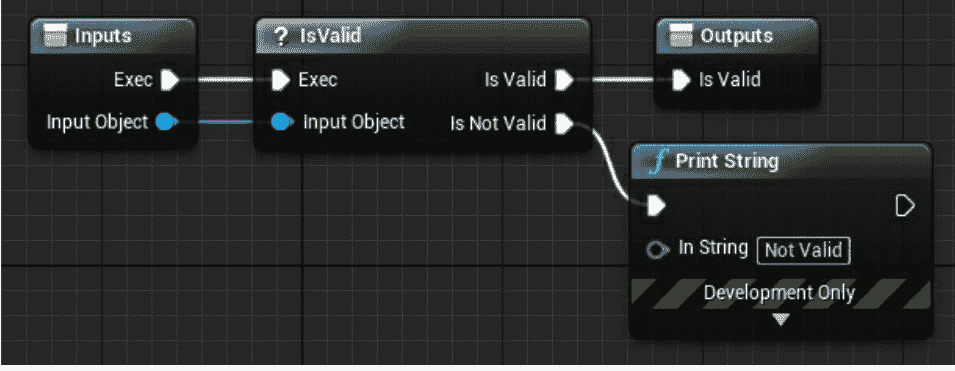 Inputs
Exec
Input Object
? IsValid
Exec
Is Valid
Input Object
Is Not Valid
Outputs
Is Valid
f Print String
In String Not Valid
Development Only